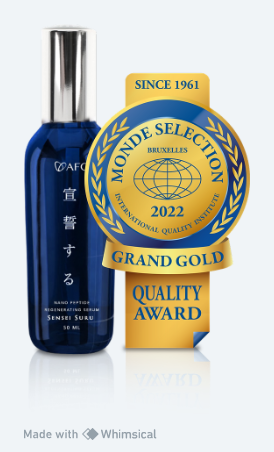 SINCE 1961
MONDE SELECTION
BRUXELLES
INTERNATIONAL QUALITY INSTITUTE
2022
GRAND GOLD
QUALITY
AWARD
AFC
宣誓する
NANO PEPTIDE
REGENERATING SERUM
SENSEI SURU
50 ML
Made with Whimsical